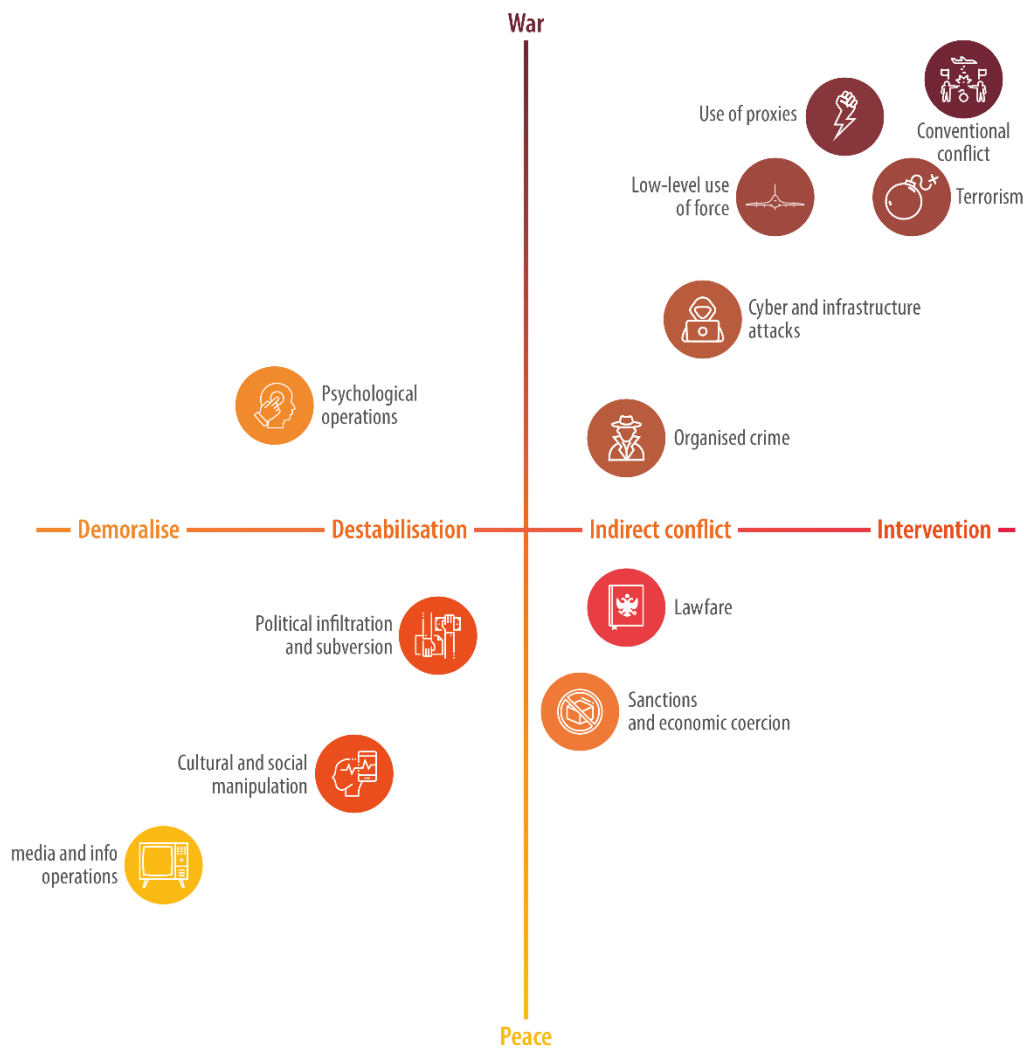 War
Use of proxies
Conventional
conflict
Low-level use
of force
Terrorism
Cyber and infrastructure
attacks
Psychological
operations
Organised crime
Demoralise
Destabilisation
Indirect conflict
Intervention
Lawfare
Political infiltration
and subversion
Sanctions
and economic coercion
Cultural and social
manipulation
media and info
operations
Peace